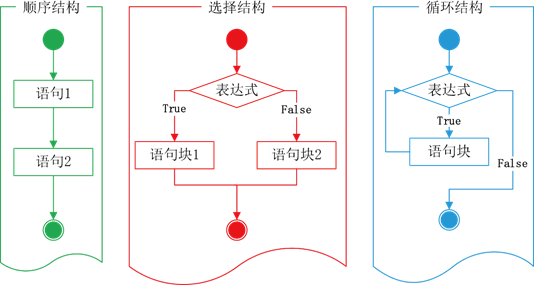 顺序结构
语句1
语句2
选择结构
表达式
True
False
语句块1
语句块2
循环结构
表达式
True
语句块
False